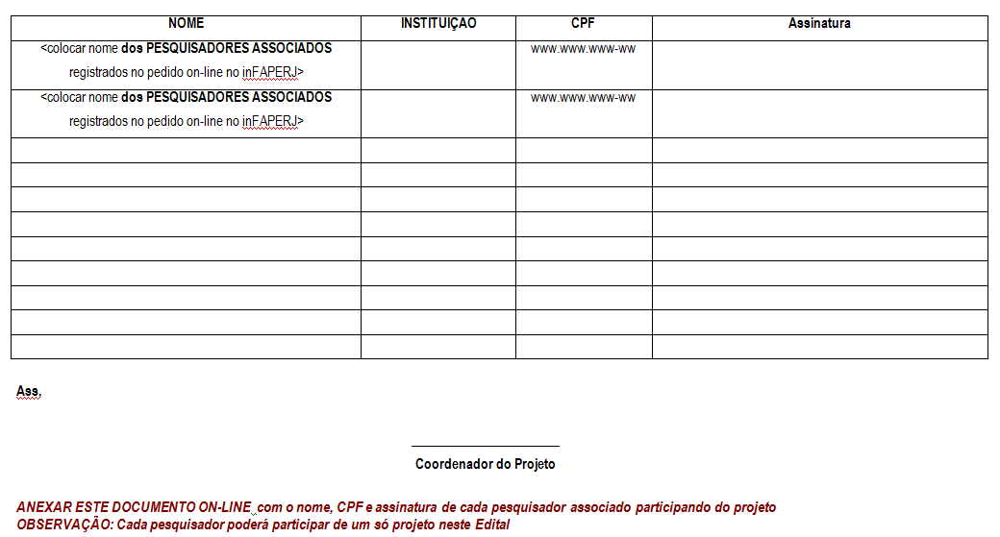 NOME INSTITUIÇAO CPF Assinatura
<colocar nome dos PESQUISADORES ASSOCIADOS www.www.www-ww
registrados no pedido on-line no inFAPERJ>
<colocar nome dos PESQUISADORES ASSOCIADOS www.www.www-ww
registrados no pedido on-line no inFAPERJ>
Ass,
Coordenador do Projeto
ANEXAR ESTE DOCUMENTO ON-LINE com o nome, CPF e assinatura de cada pesquisador associado participando do projeto
OBSERVAÇÃO: Cada pesquisador poderá participar de um só projeto neste Edital